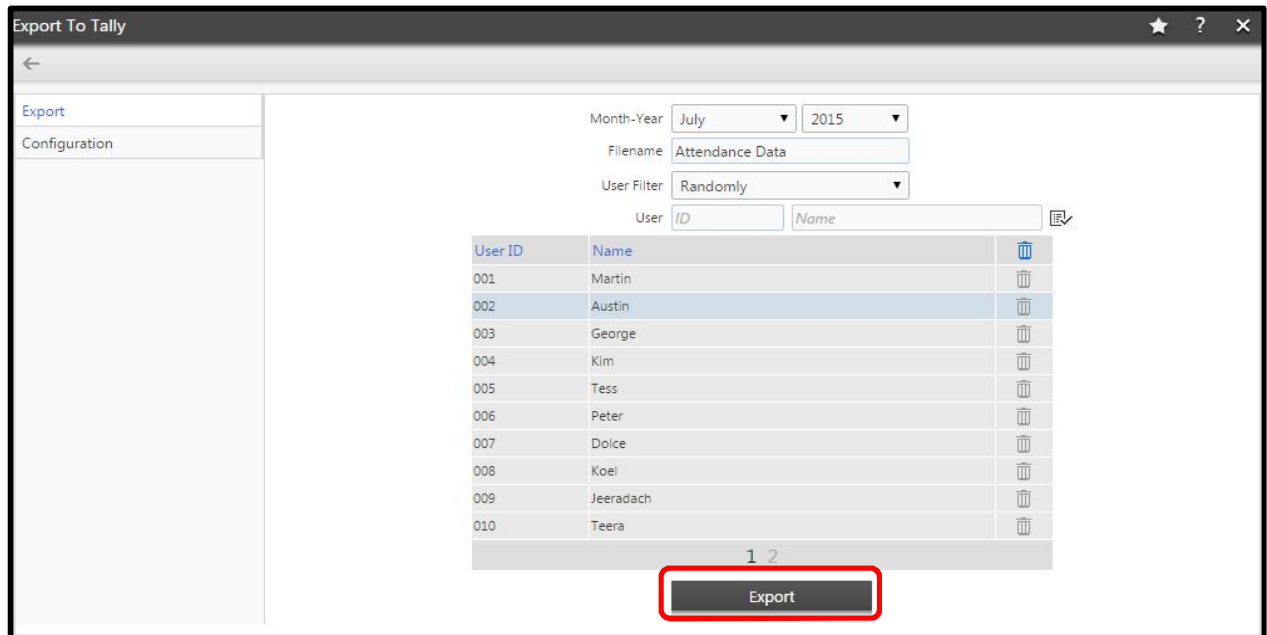 Export To Tally ? ×
Export
Configuration
Month-Year July 2015
Filename Attendance Data
User Filter Randomly
User ID Name
User ID Name
001 Martin
002 Austin
003 George
004 Kim
005 Tess
006 Peter
007 Dolce
008 Koel
009 Jeeradach
010 Teera
1 2
Export